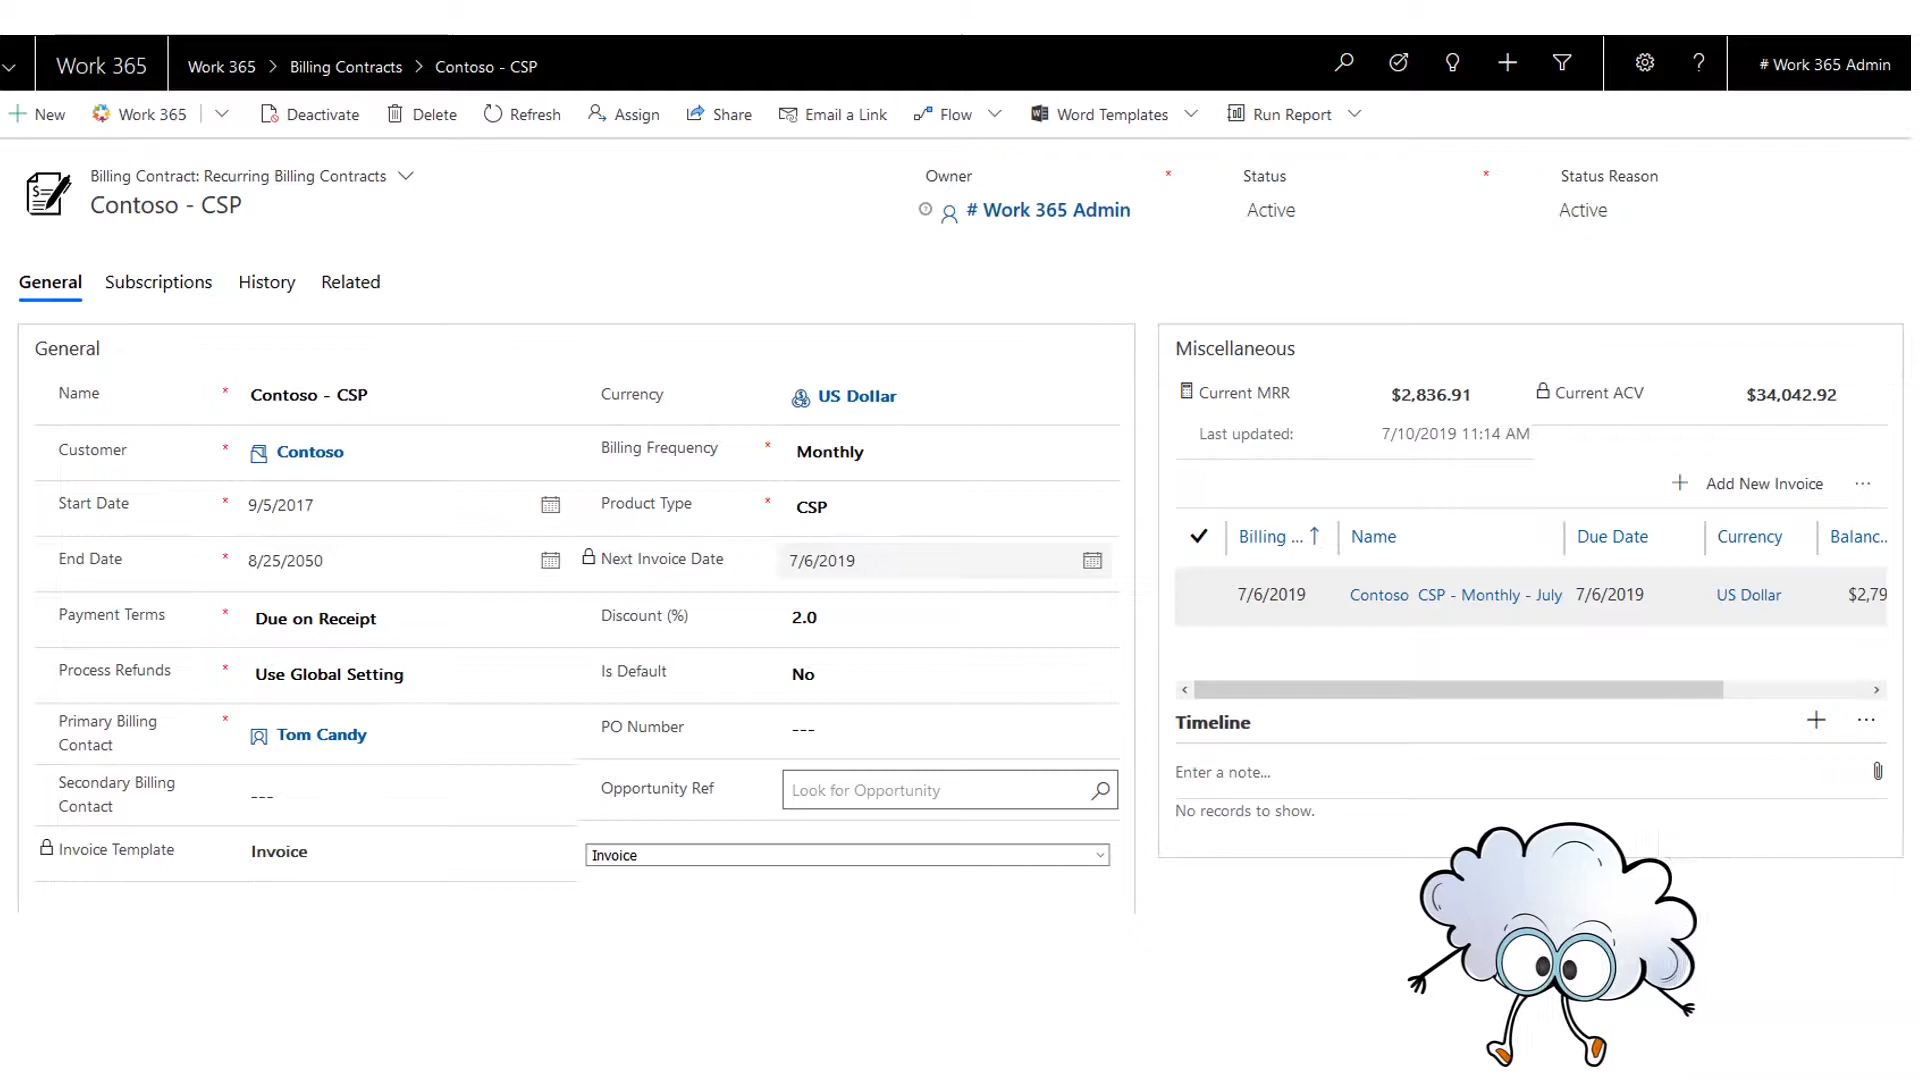 Work 365
Work 365 > Billing Contracts > Contoso - CSP
# Work 365 Admin
New
Work 365
Deactivate
Delete
Refresh
Assign
Share
Email a Link
Flow
Word Templates
Run Report
Billing Contract: Recurring Billing Contracts
Contoso - CSP
Owner *
# Work 365 Admin
Status *
Active
Status Reason
Active
General
Subscriptions
History
Related
General
Name * Contoso - CSP
Currency US Dollar
Customer * Contoso
Billing Frequency * Monthly
Start Date * 9/5/2017
Product Type * CSP
End Date * 8/25/2050
Next Invoice Date 7/6/2019
Payment Terms * Due on Receipt
Discount (%) 2.0
Process Refunds * Use Global Setting
Is Default No
Primary Billing
Contact * Tom Candy
PO Number ---
Secondary Billing
Contact ---
Opportunity Ref Look for Opportunity
Invoice Template Invoice
Invoice
Miscellaneous
Current MRR $2,836.91
Current ACV $34,042.92
Last updated: 7/10/2019 11:14 AM
Add New Invoice ...
Billing ... Name Due Date Currency Balanc..
7/6/2019 Contoso CSP - Monthly - July 7/6/2019 US Dollar $2,79
Timeline
Enter a note...
No records to show.